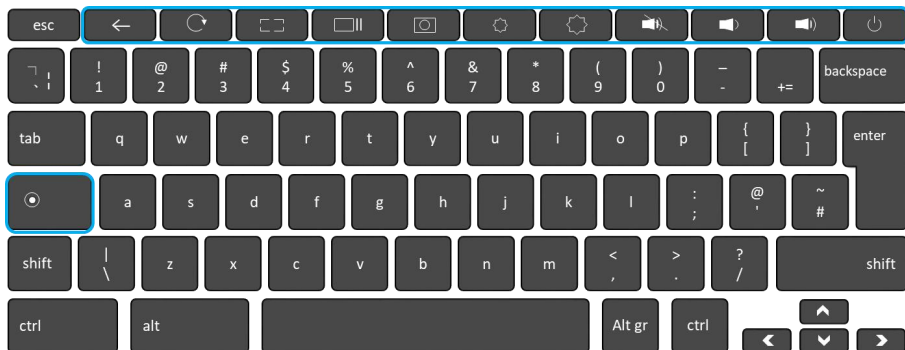 esc
¬ ¦ ` ! 1 @ 2 # 3 $ 4 % 5 ^ 6 & 7 * 8 ( 9 ) 0 – - += backspace
tab q w e r t y u i o p { [ } ] enter
a s d f g h j k l : ; @ ' ~ #
shift | \ z x c v b n m < , > . ? / shift
ctrl alt Alt gr ctrl